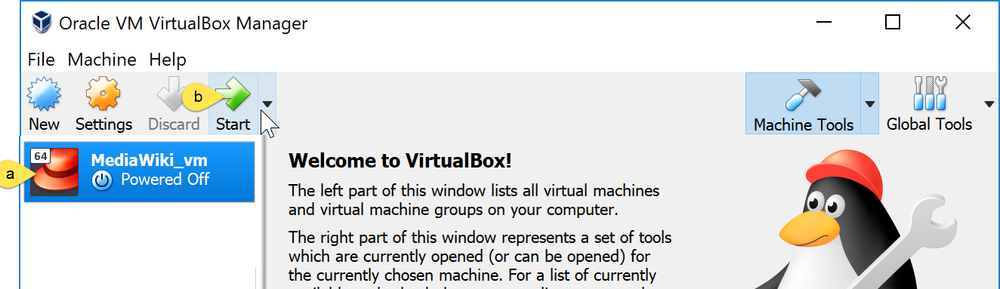 Oracle VM VirtualBox Manager
File Machine Help
New Settings Discard b Start Machine Tools Global Tools
a
64
MediaWiki_vm
Powered Off
Welcome to VirtualBox!
The left part of this window lists all virtual machines
and virtual machine groups on your computer.
The right part of this window represents a set of tools
which are currently opened (or can be opened) for
the currently chosen machine. For a list of currently